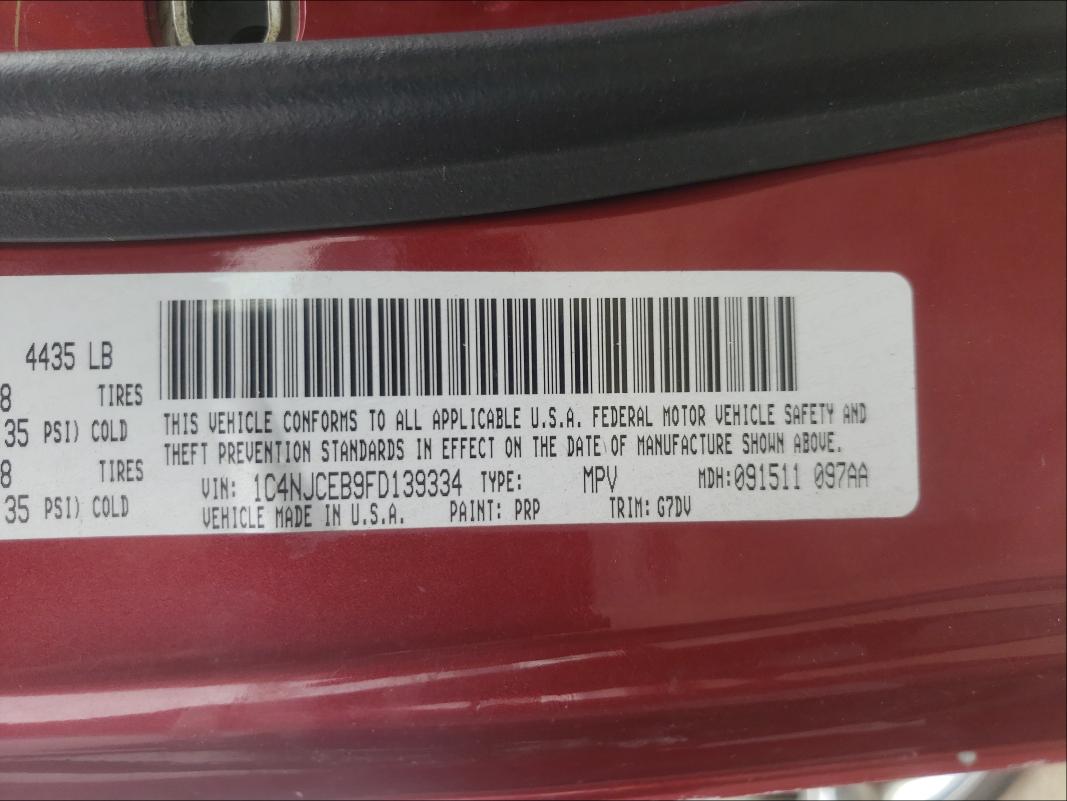 4435 LB
8 TIRES
35 PSI) COLD
8 TIRES
35 PSI) COLD
THIS VEHICLE CONFORMS TO ALL APPLICABLE U.S.A. FEDERAL MOTOR VEHICLE SAFETY AND
THEFT PREVENTION STANDARDS IN EFFECT ON THE DATE OF MANUFACTURE SHOWN ABOVE.
VIN: 1C4NJCEB9FD139334 TYPE: MPV MDH:091511 097AA
VEHICLE MADE IN U.S.A. PAINT: PRP TRIM: G7DV